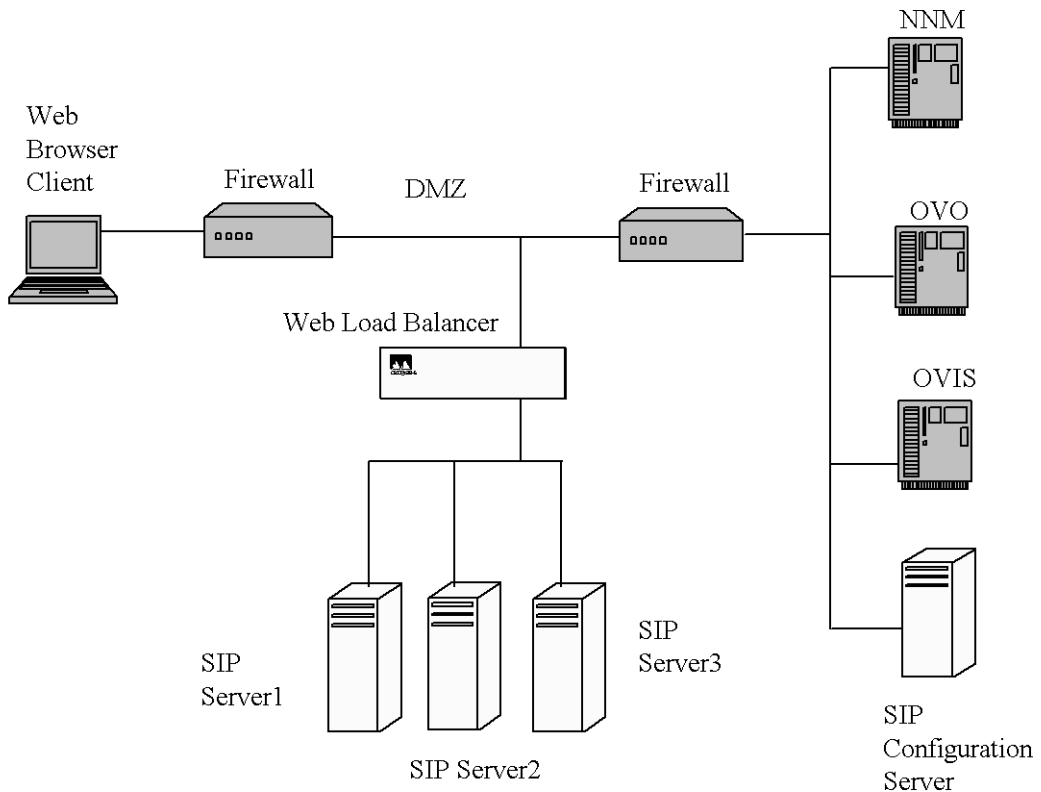 NNM
Web
Browser
Client
Firewall
DMZ
Firewall
OVO
Web Load Balancer
OVIS
SIP
Server1
SIP Server2
SIP
Server3
SIP
Configuration
Server